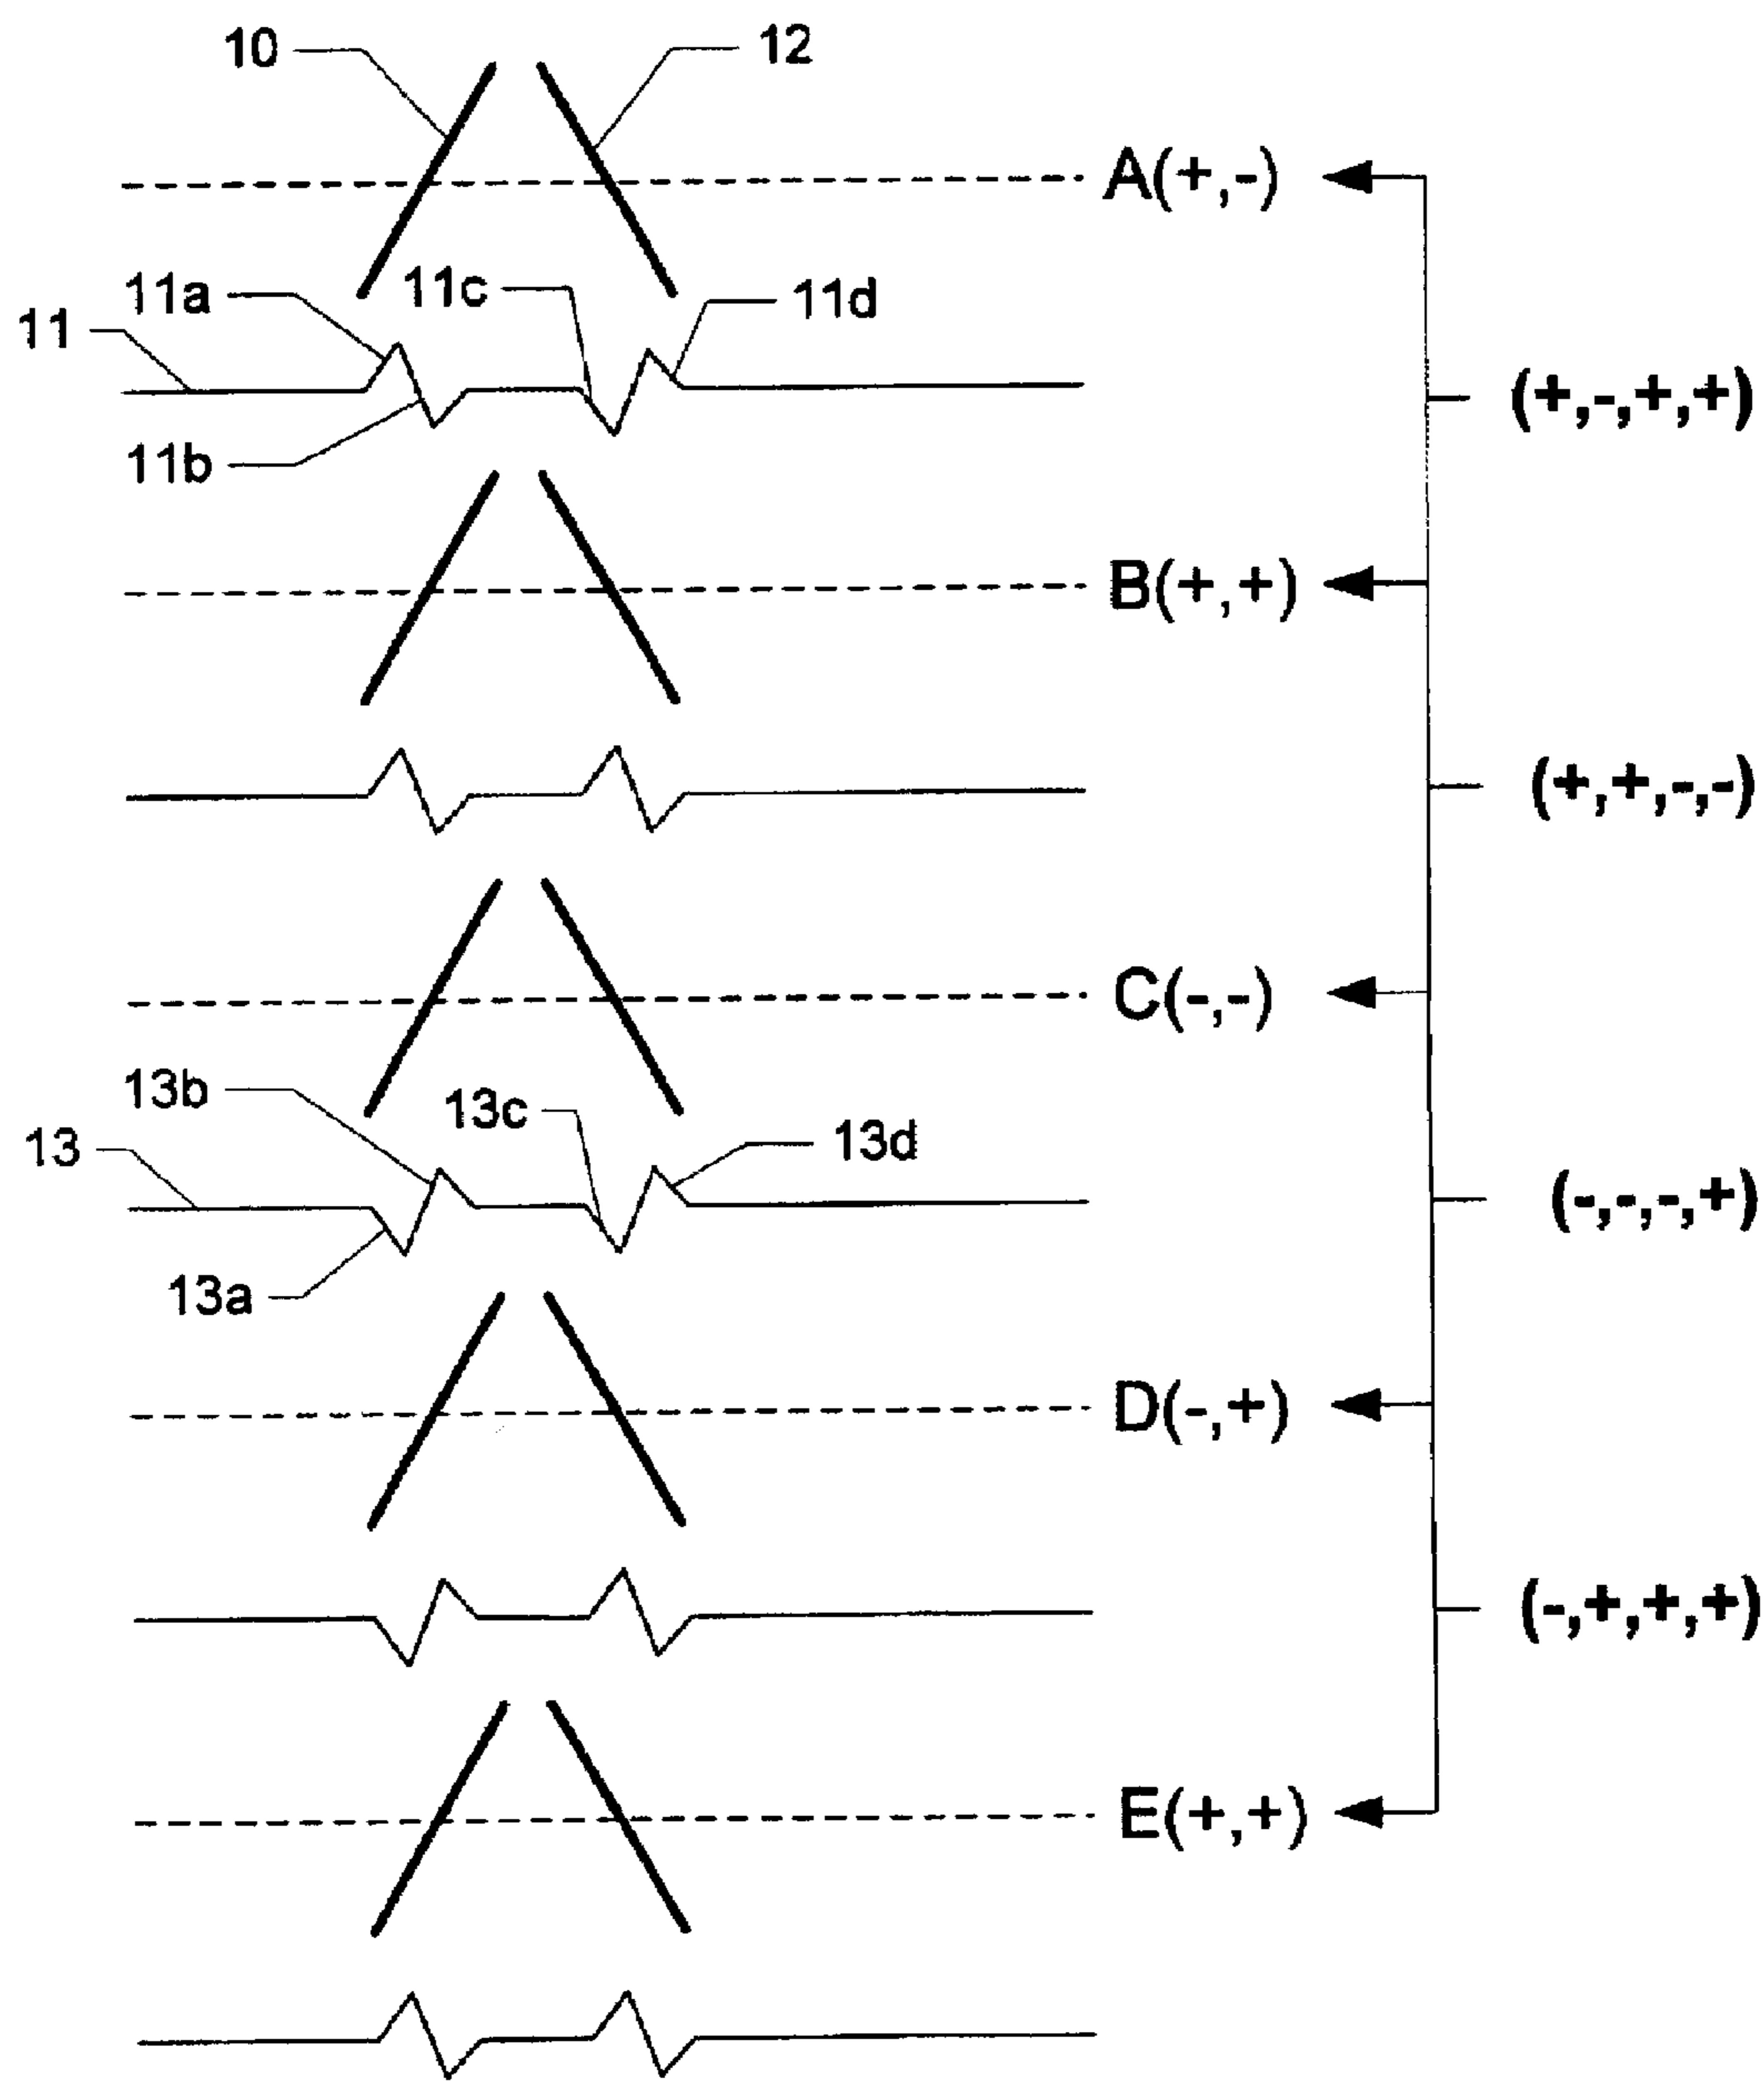 10
12
A(+,-)
11a
11c
11d
11
(+,-,+,+)
11b
B(+,+)
(+,+,-,-)
C(-,-)
13b
13c
13d
13
(-,-,-,+)
13a
D(-,+)
(-,+,+,+)
E(+,+)